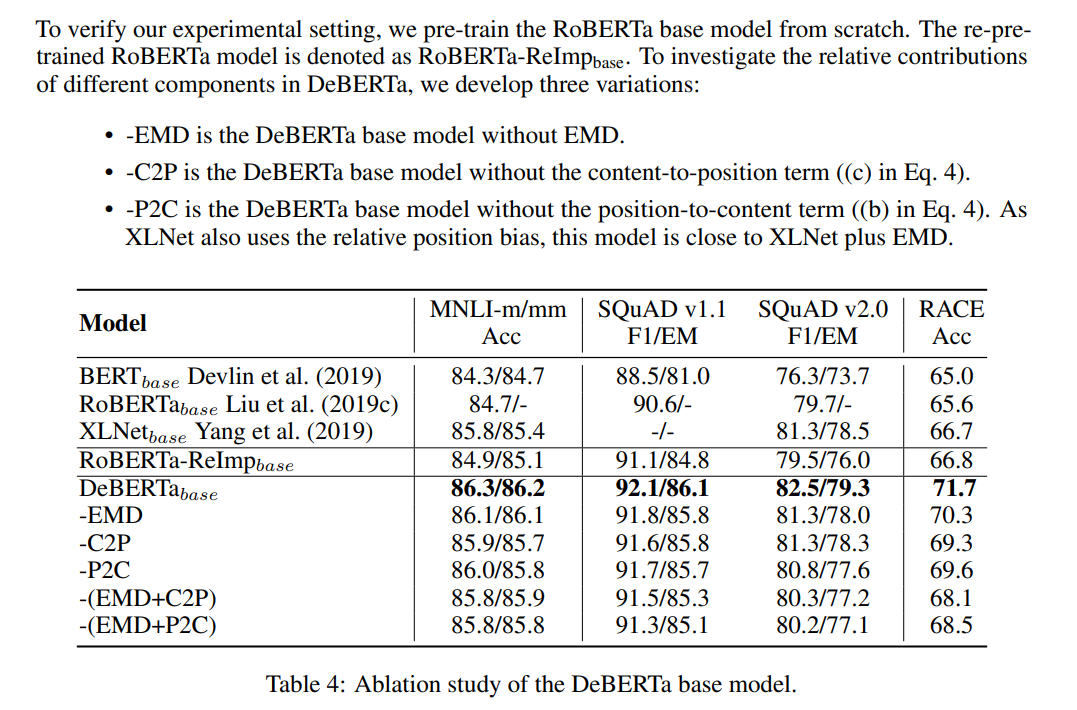 To verify our experimental setting, we pre-train the RoBERTa base model from scratch. The re-pre-
trained RoBERTa model is denoted as RoBERTa-ReImpbase. To investigate the relative contributions
of different components in DeBERTa, we develop three variations:
• -EMD is the DeBERTa base model without EMD.
• -C2P is the DeBERTa base model without the content-to-position term ((c) in Eq. 4).
• -P2C is the DeBERTa base model without the position-to-content term ((b) in Eq. 4). As
XLNet also uses the relative position bias, this model is close to XLNet plus EMD.
Model MNLI-m/mm SQuAD v1.1 SQuAD v2.0 RACE
Acc F1/EM F1/EM Acc
BERTbase Devlin et al. (2019) 84.3/84.7 88.5/81.0 76.3/73.7 65.0
RoBERTabase Liu et al. (2019c) 84.7/- 90.6/- 79.7/- 65.6
XLNetbase Yang et al. (2019) 85.8/85.4 -/- 81.3/78.5 66.7
RoBERTa-ReImpbase 84.9/85.1 91.1/84.8 79.5/76.0 66.8
DeBERTabase 86.3/86.2 92.1/86.1 82.5/79.3 71.7
-EMD 86.1/86.1 91.8/85.8 81.3/78.0 70.3
-C2P 85.9/85.7 91.6/85.8 81.3/78.3 69.3
-P2C 86.0/85.8 91.7/85.7 80.8/77.6 69.6
-(EMD+C2P) 85.8/85.9 91.5/85.3 80.3/77.2 68.1
-(EMD+P2C) 85.8/85.8 91.3/85.1 80.2/77.1 68.5
Table 4: Ablation study of the DeBERTa base model.